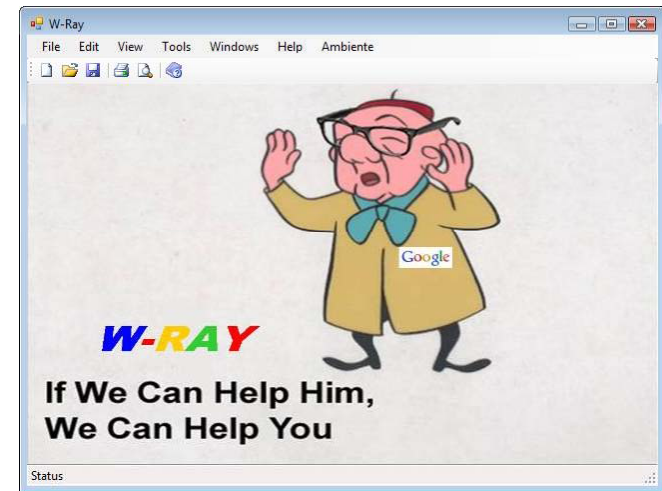 W-Ray
File Edit View Tools Windows Help Ambiente
Google
W-RAY
If We Can Help Him,
We Can Help You
Status